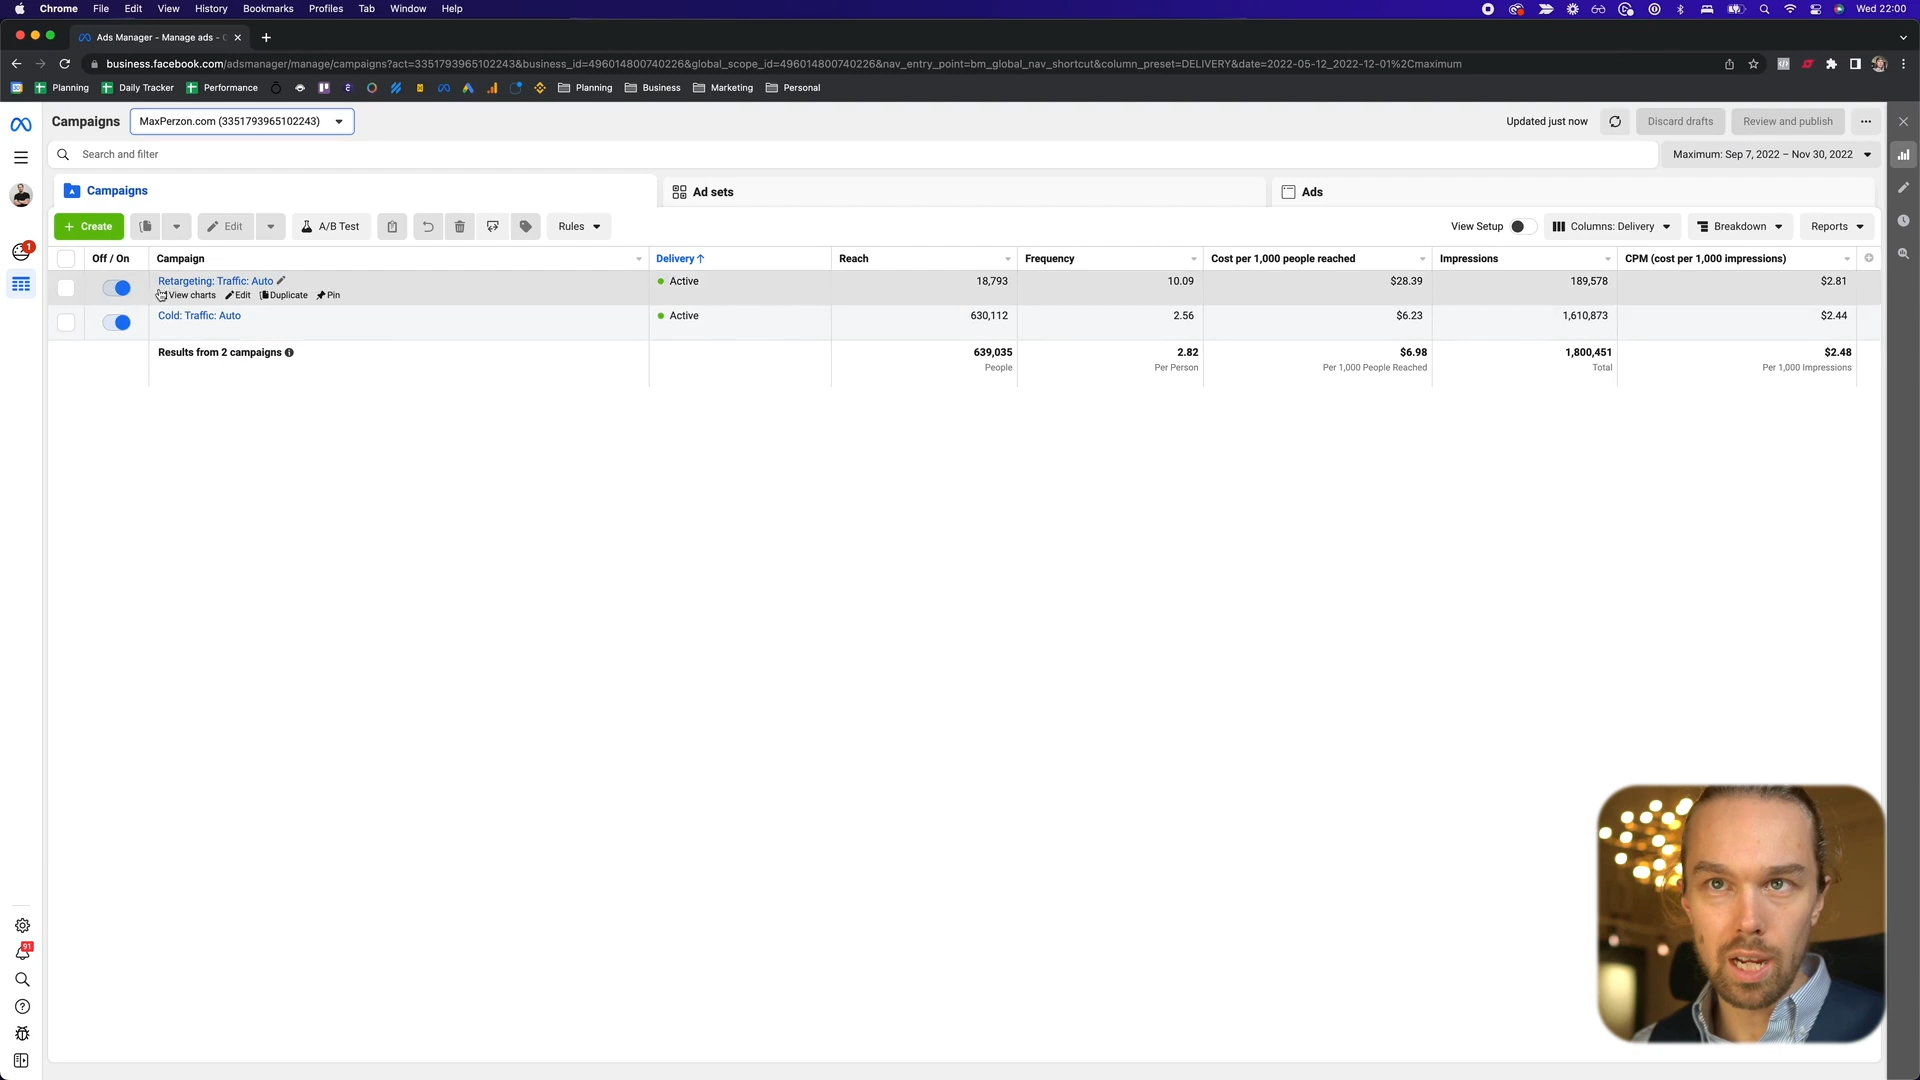 Chrome File Edit View History Bookmarks Profiles Tab Window Help Wed 22:00
Ads Manager - Manage ads -
business.facebook.com/adsmanager/manage/campaigns?act=3351793965102243&business_id=496014800740226&global_scope_id=496014800740226&nav_entry_point=bm_global_nav_shortcut&column_preset=DELIVERY&date=2022-05-12_2022-12-01%2Cmaximum
Planning Daily Tracker Performance Planning Business Marketing Personal
Campaigns MaxPerzon.com (3351793965102243) Updated just now Discard drafts Review and publish
Search and filter Maximum: Sep 7, 2022 – Nov 30, 2022
Campaigns Ad sets Ads
+ Create Edit A/B Test Rules View Setup Columns: Delivery Breakdown Reports
Off / On Campaign Delivery ↑ Reach Frequency Cost per 1,000 people reached Impressions CPM (cost per 1,000 impressions)
Retargeting: Traffic: Auto Active 18,793 10.09 $28.39 189,578 $2.81
View charts Edit Duplicate Pin
Cold: Traffic: Auto Active 630,112 2.56 $6.23 1,610,873 $2.44
Results from 2 campaigns 639,035 2.82 $6.98 1,800,451 $2.48
People Per Person Per 1,000 People Reached Total Per 1,000 Impressions
1
91